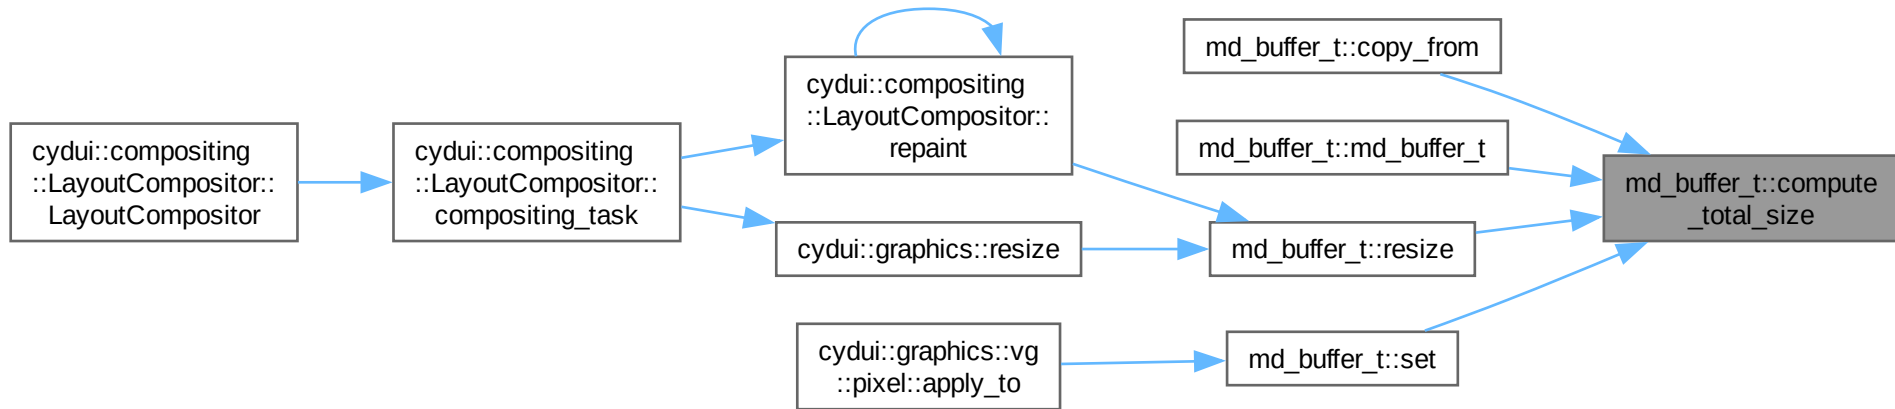 cydui::compositing
::LayoutCompositor::
LayoutCompositor
cydui::compositing
::LayoutCompositor::
compositing_task
cydui::compositing
::LayoutCompositor::
repaint
cydui::graphics::resize
cydui::graphics::vg
::pixel::apply_to
md_buffer_t::copy_from
md_buffer_t::md_buffer_t
md_buffer_t::resize
md_buffer_t::set
md_buffer_t::compute
_total_size